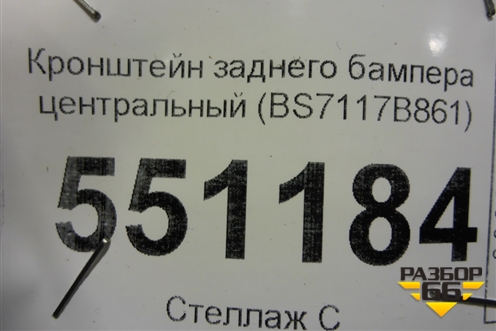 Кронштейн заднего бампера
центральный (BS7117B861)
551184
РАЗБОР
66
Стеллаж С